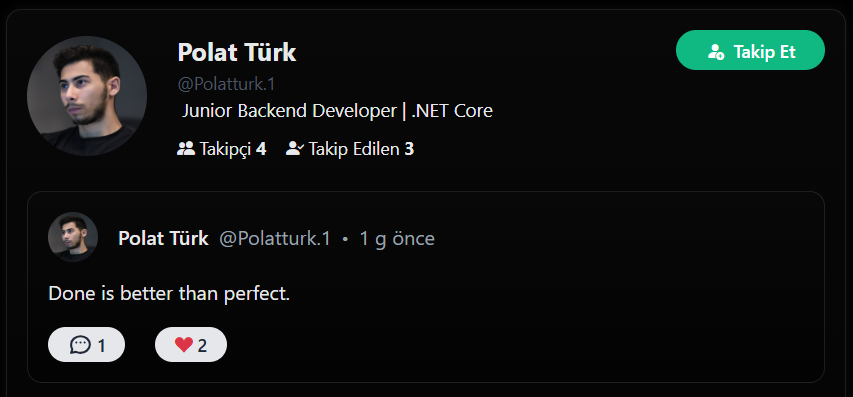 Polat Türk
Takip Et
@Polatturk.1
Junior Backend Developer | .NET Core
Takipçi 4 Takip Edilen 3
Polat Türk @Polatturk.1 • 1 g önce
Done is better than perfect.
1 2